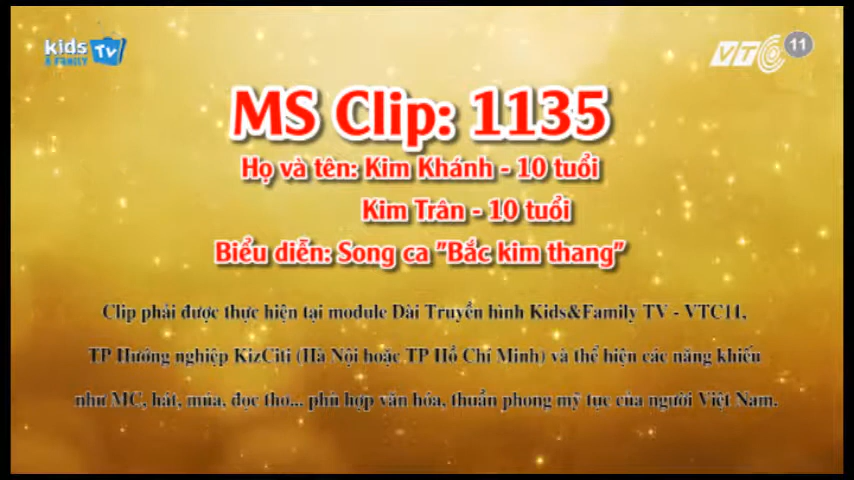 kids TV
& FAMILY
VTC 11
MS Clip: 1135
Họ và tên: Kim Khánh - 10 tuổi
Kim Trân - 10 tuổi
Biểu diễn: Song ca "Bắc kim thang"
Clip phải được thực hiện tại module Đài Truyền hình Kids&Family TV - VTC11,
TP Hướng nghiệp KizCiti (Hà Nội hoặc TP Hồ Chí Minh) và thể hiện các năng khiếu
như MC, hát, múa, đọc thơ... phù hợp văn hóa, thuần phong mỹ tục của người Việt Nam.